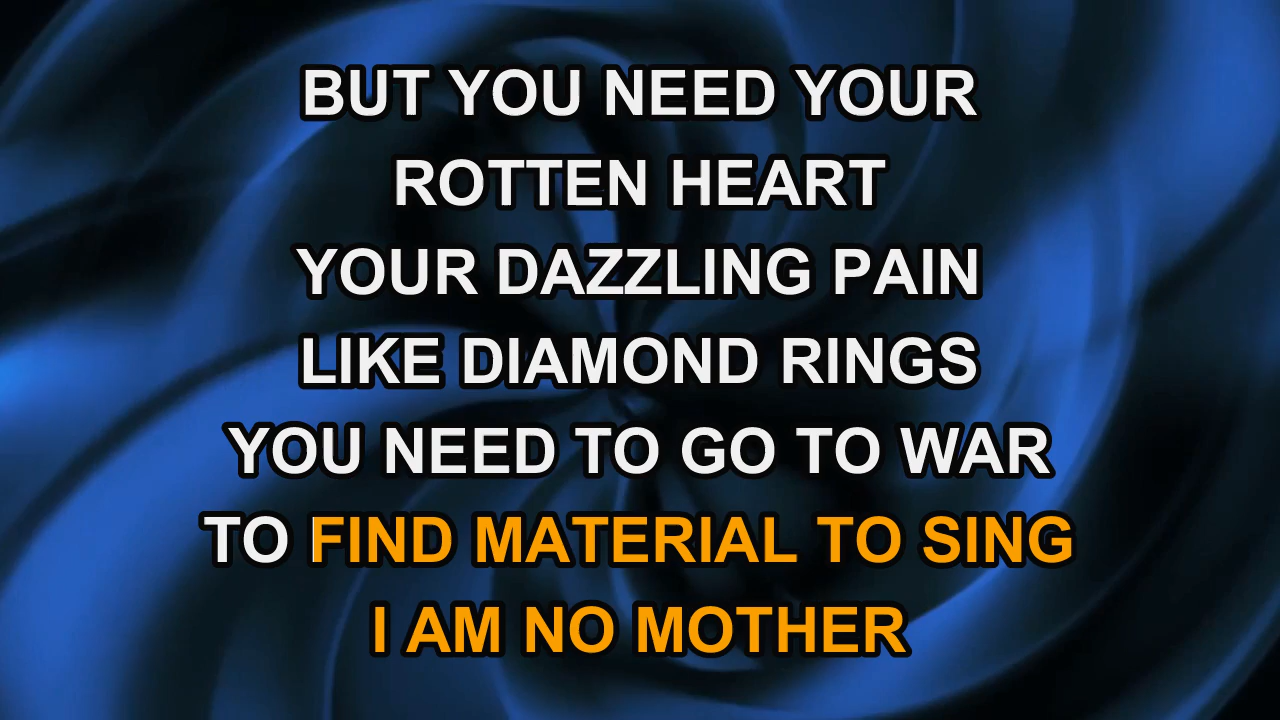 BUT YOU NEED YOUR
ROTTEN HEART
YOUR DAZZLING PAIN
LIKE DIAMOND RINGS
YOU NEED TO GO TO WAR
TO FIND MATERIAL TO SING
I AM NO MOTHER